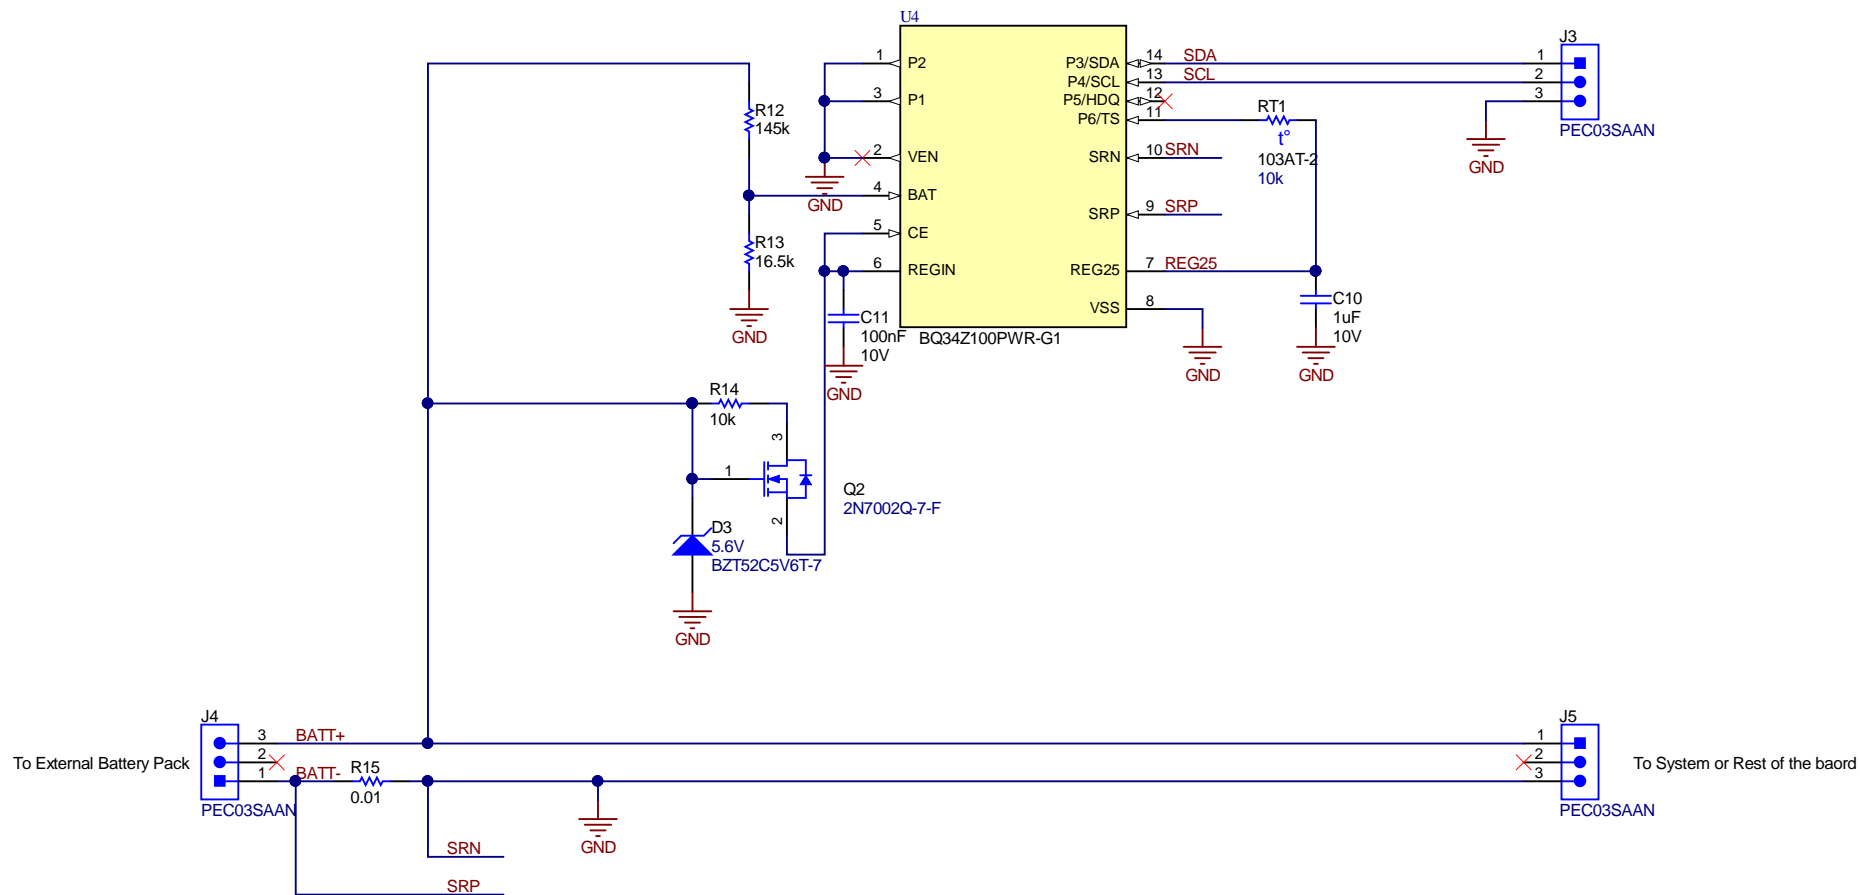 U4
1 P2
3 P1
2 VEN
4 BAT
5 CE
6 REGIN
P3/SDA 14 SDA
P4/SCL 13 SCL
P5/HDQ 12
P6/TS 11
SRN 10 SRN
SRP 9 SRP
REG25 7 REG25
VSS 8
BQ34Z100PWR-G1
R12
145k
R13
16.5k
GND
GND
C11
100nF
10V
GND
RT1
t°
103AT-2
10k
C10
1uF
10V
GND
GND
J3
1
2
3
PEC03SAAN
GND
R14
10k
3
1
2
Q2
2N7002Q-7-F
D3
5.6V
BZT52C5V6T-7
GND
J4
3 BATT+
2
1 BATT-
To External Battery Pack
PEC03SAAN
R15
0.01
GND
SRN
SRP
J5
1
2
3
To System or Rest of the baord
PEC03SAAN